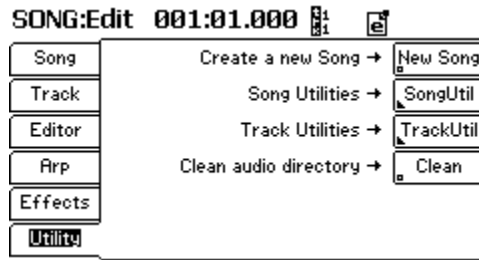 SONG:Edit 001:01.000
Song Create a new Song → New Song
Track Song Utilities → SongUtil
Editor Track Utilities → TrackUtil
Arp Clean audio directory → Clean
Effects
Utility